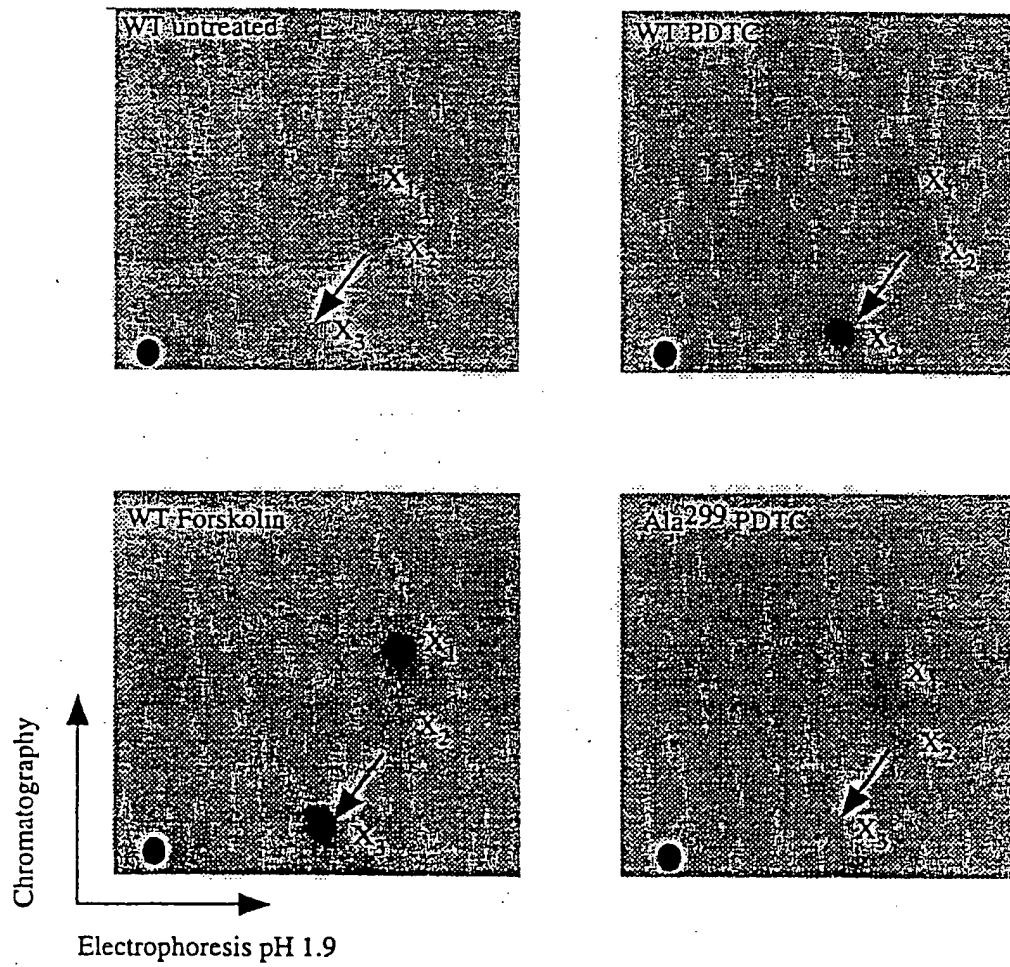 WT untreated
X₁
X₂
X₃
WT PDTC
X₁
X₂
X₃
WT Forskolin
X₁
X₂
X₃
Ala²⁹⁹ PDTC
X₁
X₂
X₃
Chromatography
Electrophoresis pH 1.9